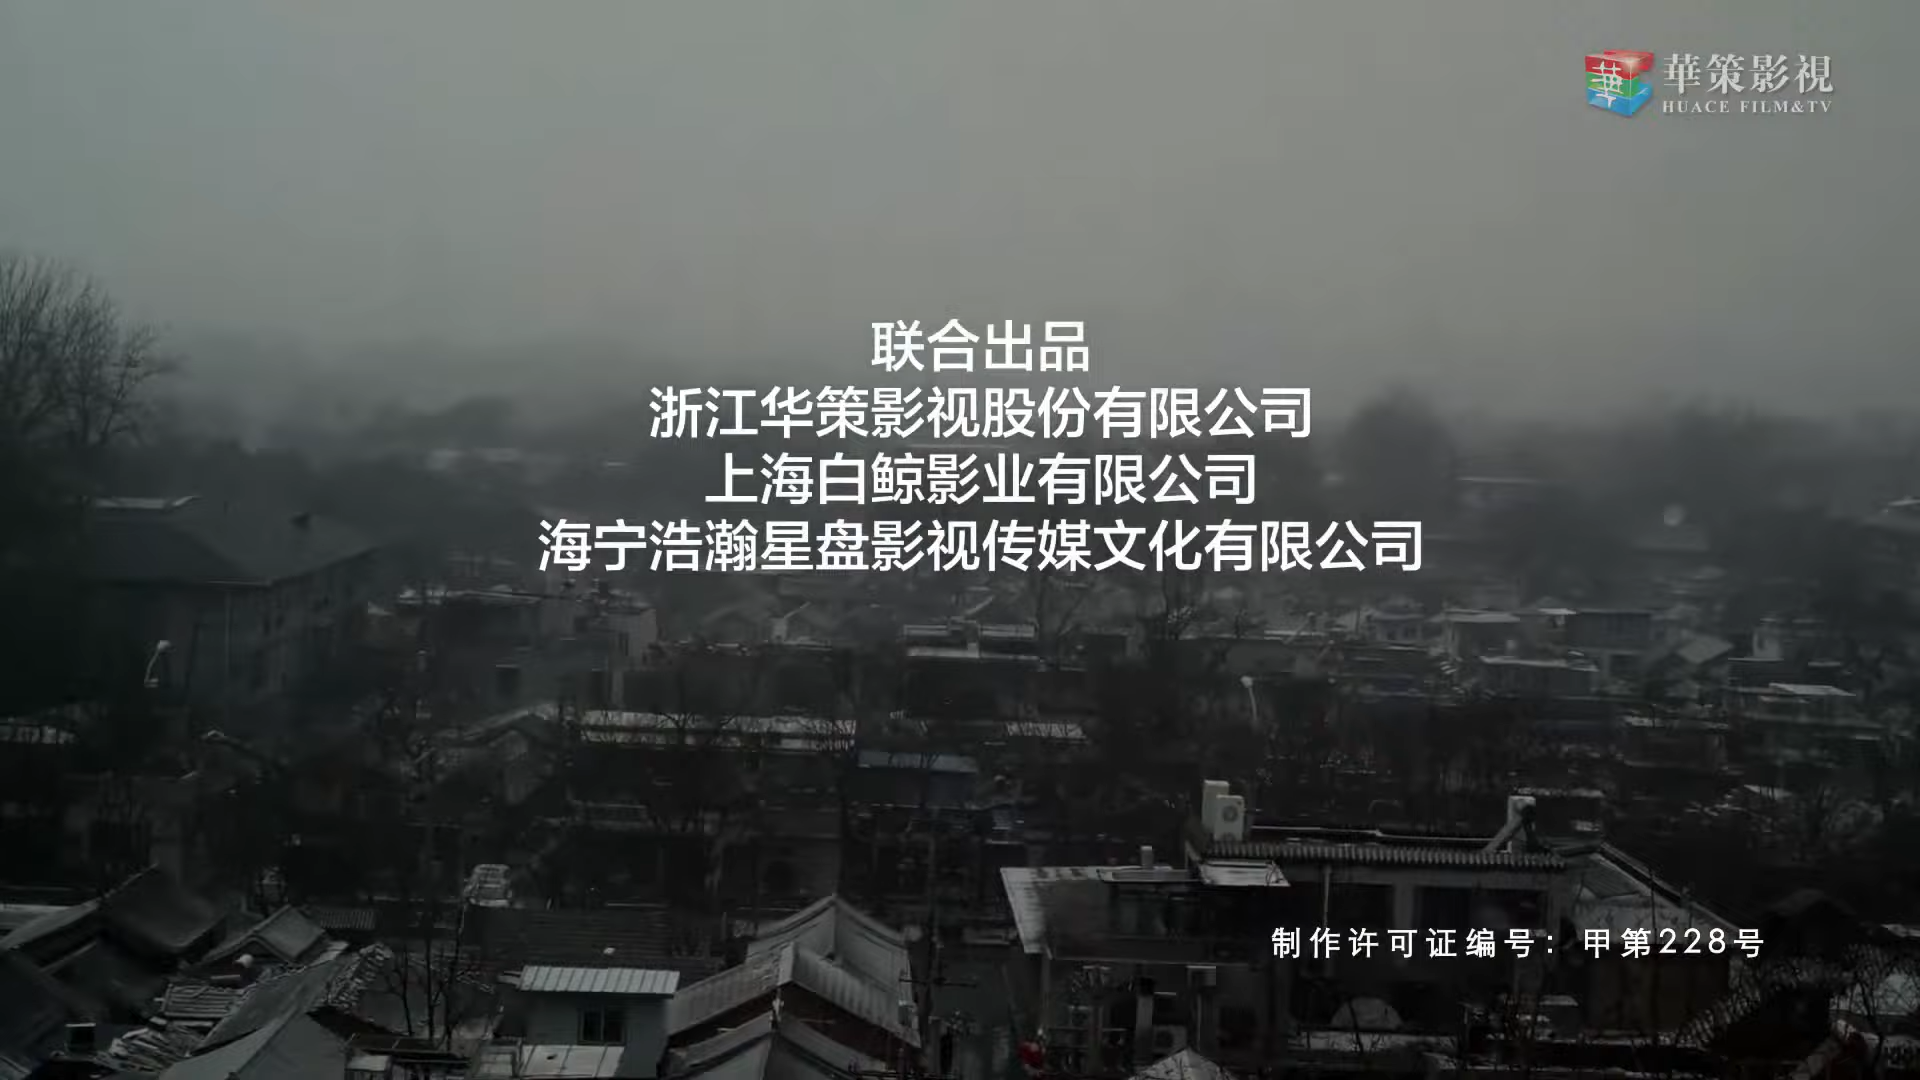 華策影視
HUACE FILM&TV
联合出品
浙江华策影视股份有限公司
上海白鲸影业有限公司
海宁浩瀚星盘影视传媒文化有限公司
制作许可证编号：甲第228号